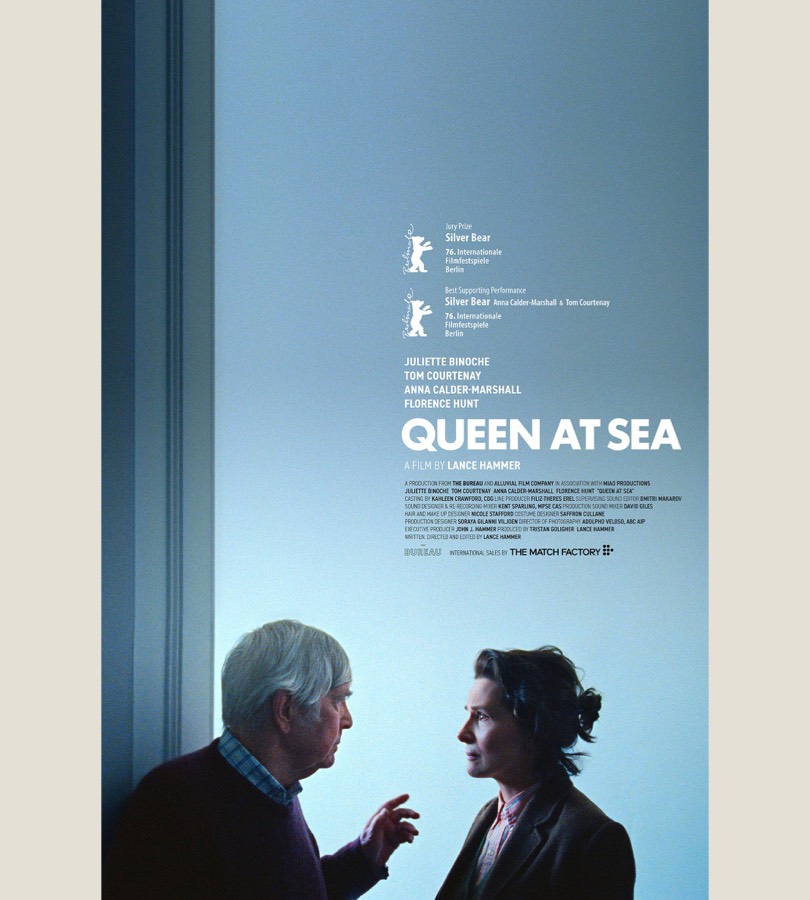 Berlinale
Jury Prize
Silver Bear
76. Internationale
Filmfestspiele
Berlin
Berlinale
Best Supporting Performance
Silver Bear Anna Calder-Marshall & Tom Courtenay
76. Internationale
Filmfestspiele
Berlin
JULIETTE BINOCHE
TOM COURTENAY
ANNA CALDER-MARSHALL
FLORENCE HUNT
QUEEN AT SEA
A FILM BY LANCE HAMMER
A PRODUCTION FROM THE BUREAU AND ALLUVIAL FILM COMPANY IN ASSOCIATION WITH MIAO PRODUCTIONS
JULIETTE BINOCHE TOM COURTENAY ANNA CALDER-MARSHALL FLORENCE HUNT "QUEEN AT SEA"
CASTING BY KAHLEEN CRAWFORD, CDG LINE PRODUCER FILIZ-THERES EREL SUPERVISING SOUND EDITOR DMITRI MAKAROV
SOUND DESIGNER & RE-RECORDING MIXER KENT SPARLING, MPSE CAS PRODUCTION SOUND MIXER DAVID GILES
HAIR AND MAKE UP DESIGNER NICOLE STAFFORD COSTUME DESIGNER SAFFRON CULLANE
PRODUCTION DESIGNER SORAYA GILANNI VILJOEN DIRECTOR OF PHOTOGRAPHY ADOLPHO VELOSO, ABC AIP
EXECUTIVE PRODUCER JOHN J. HAMMER PRODUCED BY TRISTAN GOLIGHER LANCE HAMMER
WRITTEN, DIRECTED AND EDITED BY LANCE HAMMER
BUREAU INTERNATIONAL SALES BY THE MATCH FACTORY